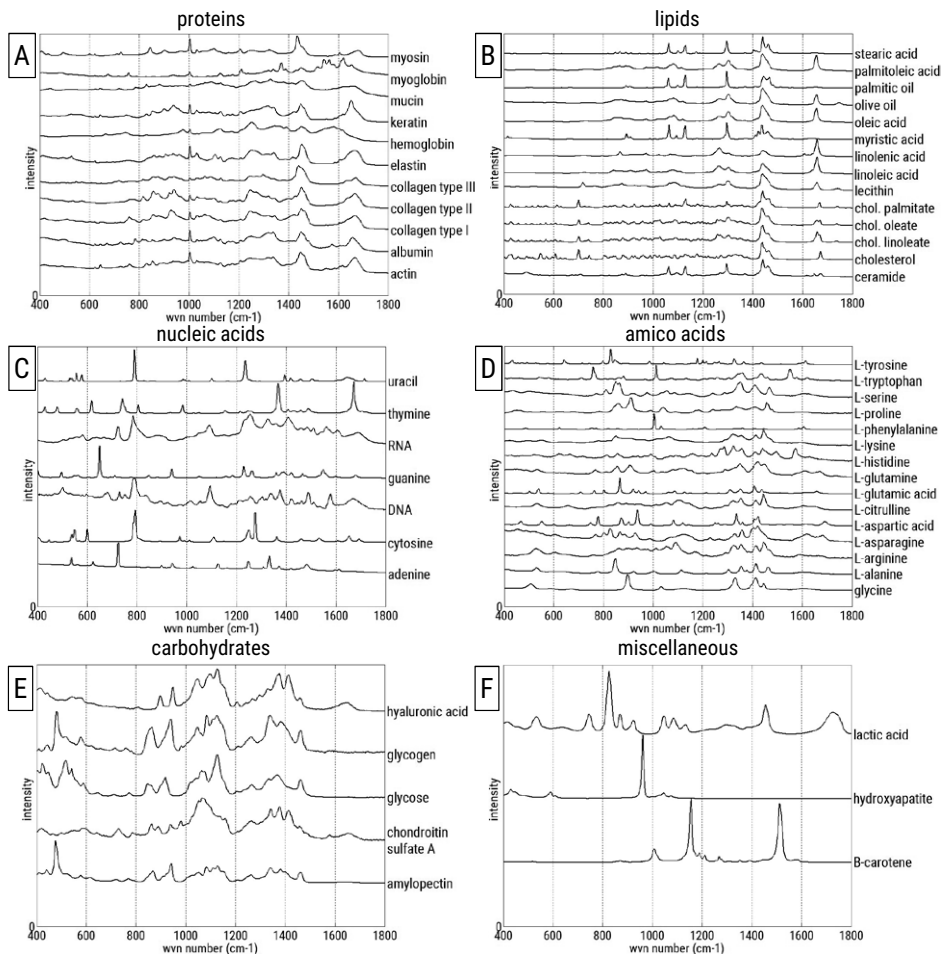 proteins
A
intensity
myosin
myoglobin
mucin
keratin
hemoglobin
elastin
collagen type III
collagen type II
collagen type I
albumin
actin
0
400 600 800 1000 1200 1400 1600 1800
wvn number (cm-1)
lipids
B
intensity
stearic acid
palmitoleic acid
palmitic oil
olive oil
oleic acid
myristic acid
linolenic acid
linoleic acid
lecithin
chol. palmitate
chol. oleate
chol. linoleate
cholesterol
ceramide
0
400 600 800 1000 1200 1400 1600 1800
wvn number (cm-1)
nucleic acids
C
intensity
uracil
thymine
RNA
guanine
DNA
cytosine
adenine
0
400 600 800 1000 1200 1400 1600 1800
wvn number (cm-1)
amico acids
D
intensity
L-tyrosine
L-tryptophan
L-serine
L-proline
L-phenylalanine
L-lysine
L-histidine
L-glutamine
L-glutamic acid
L-citrulline
L-aspartic acid
L-asparagine
L-arginine
L-alanine
glycine
0
400 600 800 1000 1200 1400 1600 1800
wvn number (cm-1)
carbohydrates
E
intensity
hyaluronic acid
glycogen
glycose
chondroitin
sulfate A
amylopectin
0
400 600 800 1000 1200 1400 1600 1800
wvn number (cm-1)
miscellaneous
F
intensity
lactic acid
hydroxyapatite
B-carotene
0
400 600 800 1000 1200 1400 1600 1800
wvn number (cm-1)